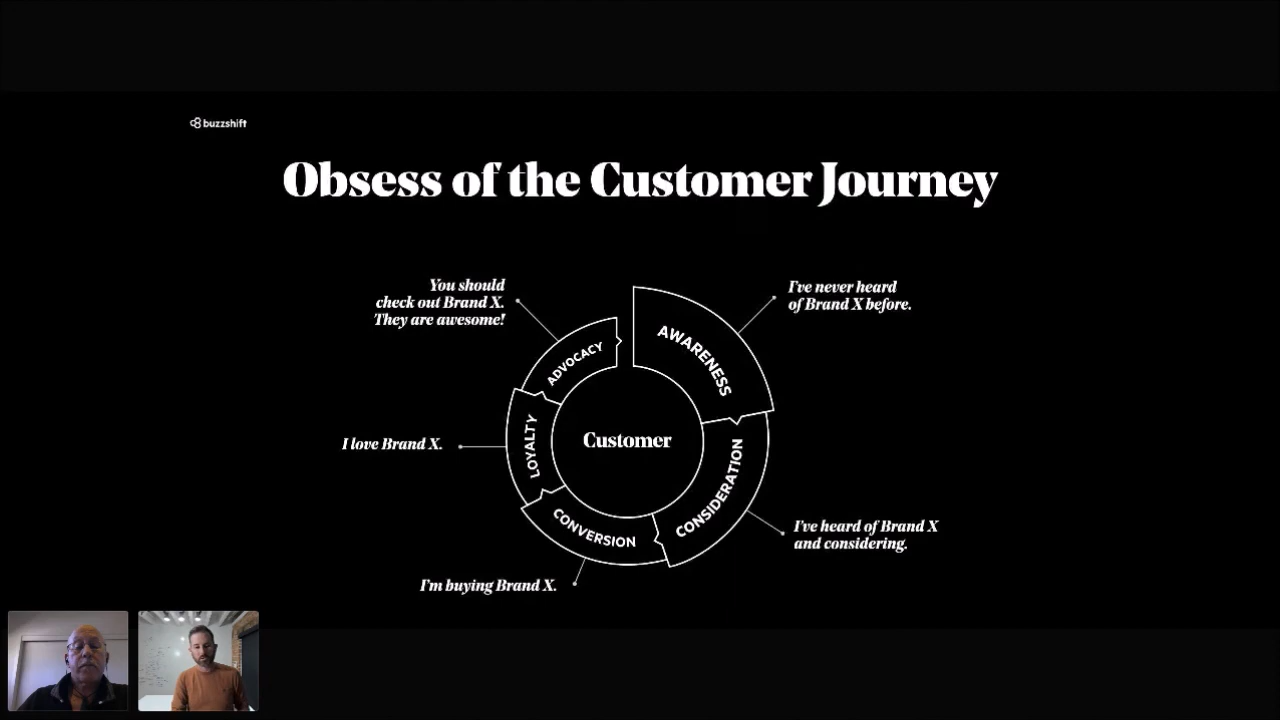 buzzshift
Obsess of the Customer Journey
You should
check out Brand X.
They are awesome!
I've never heard
of Brand X before.
ADVOCACY
AWARENESS
LOYALTY
Customer
I love Brand X.
CONSIDERATION
CONVERSION
I've heard of Brand X
and considering.
I'm buying Brand X.